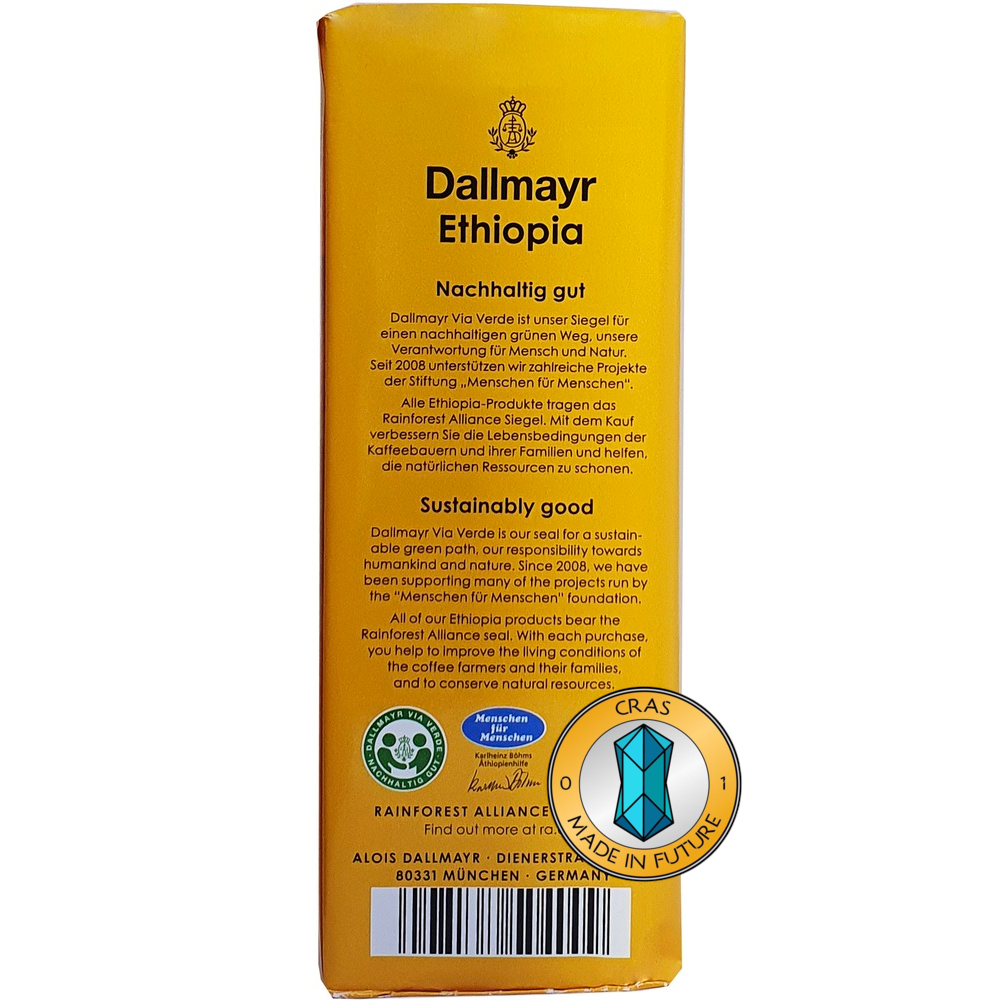 Dallmayr
Ethiopia
Nachhaltig gut
Dallmayr Via Verde ist unser Siegel für
einen nachhaltigen grünen Weg, unsere
Verantwortung für Mensch und Natur.
Seit 2008 unterstützen wir zahlreiche Projekte
der Stiftung „Menschen für Menschen“.
Alle Ethiopia-Produkte tragen das
Rainforest Alliance Siegel. Mit dem Kauf
verbessern Sie die Lebensbedingungen der
Kaffeebauern und ihrer Familien und helfen,
die natürlichen Ressourcen zu schonen.
Sustainably good
Dallmayr Via Verde is our seal for a sustain-
able green path, our responsibility towards
humankind and nature. Since 2008, we have
been supporting many of the projects run by
the "Menschen für Menschen" foundation.
All of our Ethiopia products bear the
Rainforest Alliance seal. With each purchase,
you help to improve the living conditions of
the coffee farmers and their families,
and to conserve natural resources.
DALLMAYR VIA VERDE
NACHHALTIG GUT
Menschen
für
Menschen
Karlheinz Böhms
Äthiopienhilfe
CRAS
0 1
MADE IN FUTURE
RAINFOREST ALLIANCE
Find out more at ra.
ALOIS DALLMAYR · DIENERSTRA
80331 MÜNCHEN · GERMANY